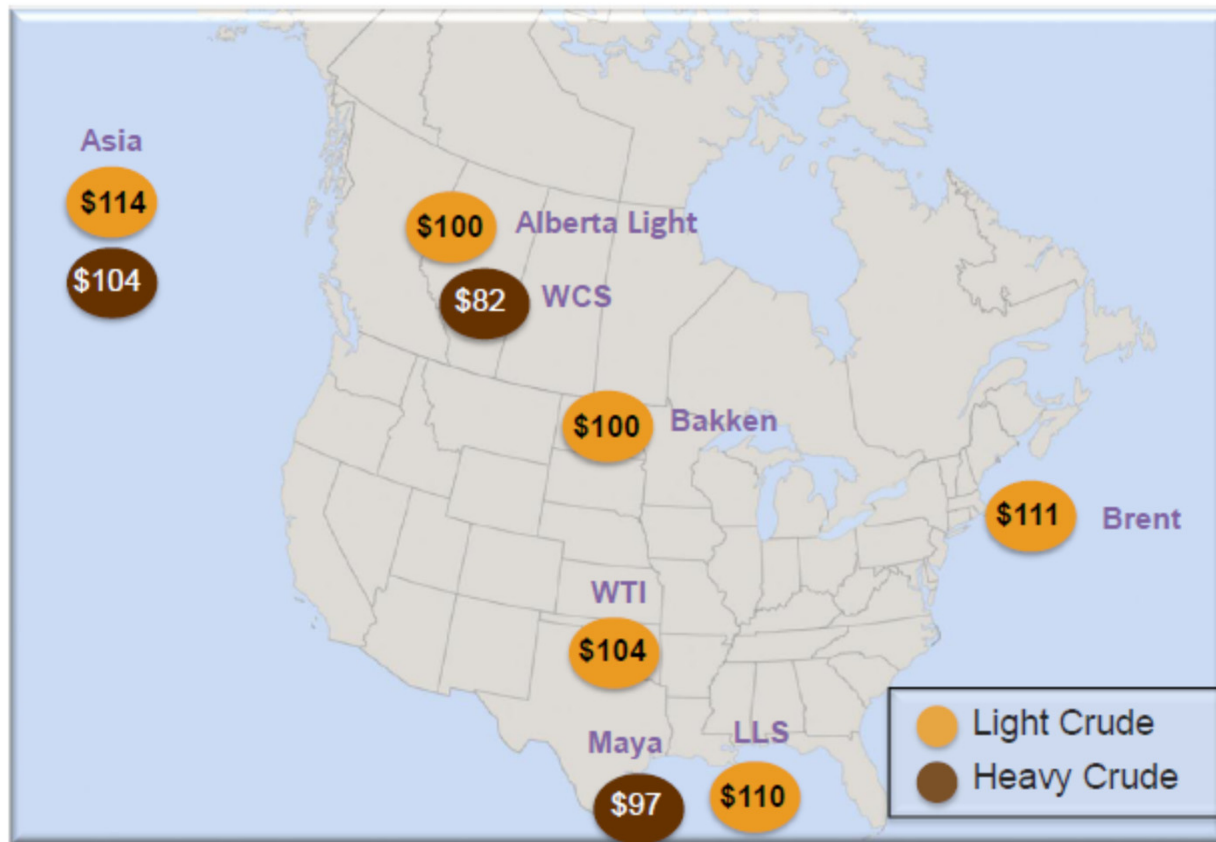 Asia
$114
$104
$100 Alberta Light
$82 WCS
$100 Bakken
$111 Brent
WTI
$104
Maya
$97
LLS
$110
Light Crude
Heavy Crude